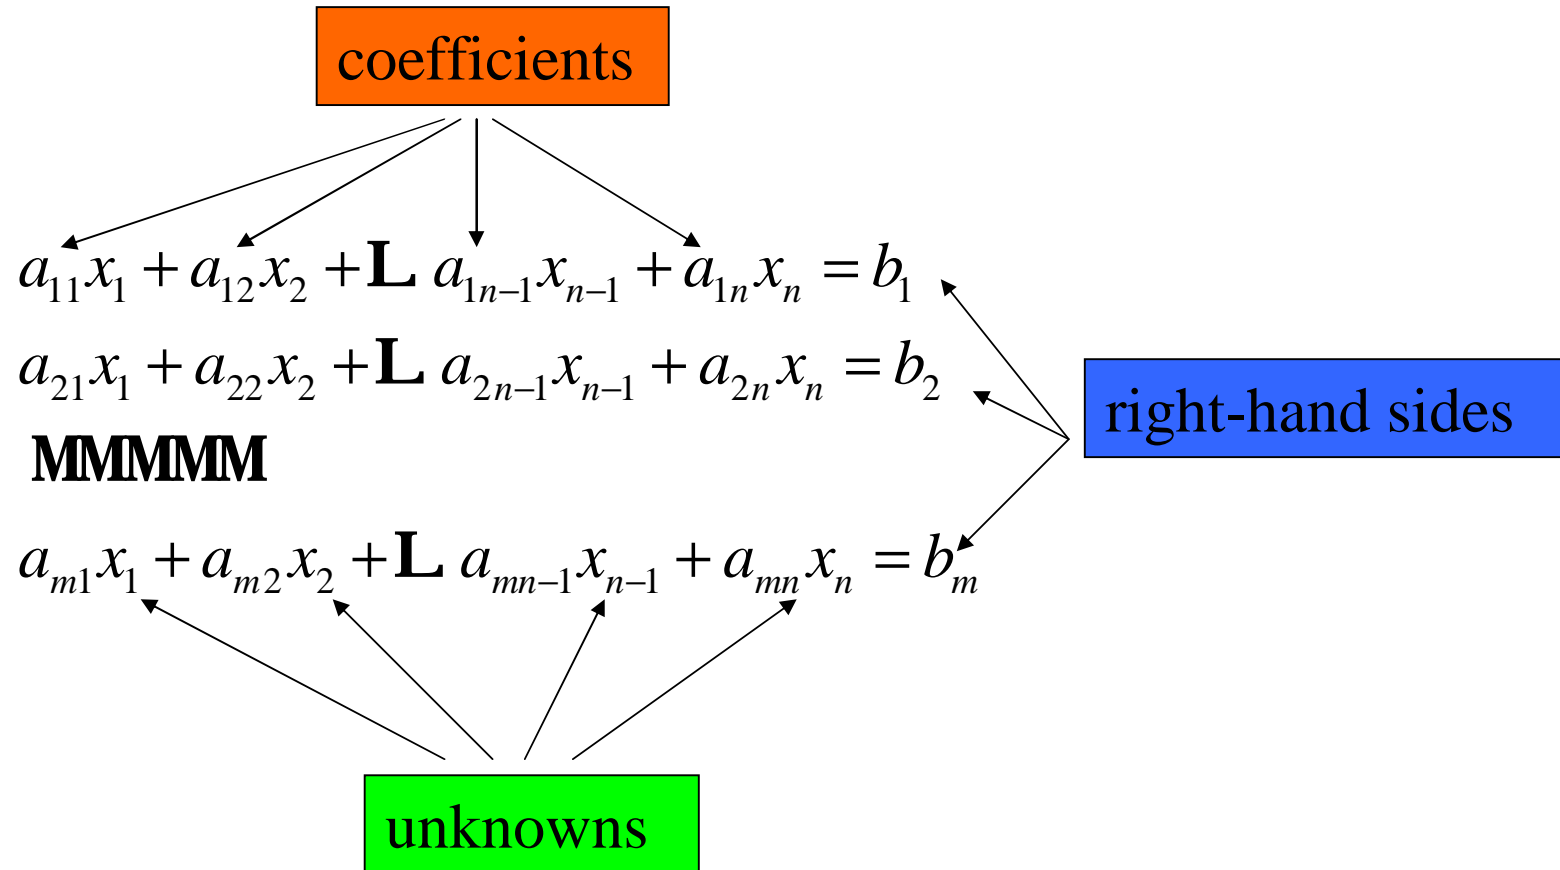 coefficients
a₁₁x₁ + a₁₂x₂ + L a₁ₙ₋₁xₙ₋₁ + a₁ₙxₙ = b₁
a₂₁x₁ + a₂₂x₂ + L a₂ₙ₋₁xₙ₋₁ + a₂ₙxₙ = b₂
right-hand sides
MMMMM
aₘ₁x₁ + aₘ₂x₂ + L aₘₙ₋₁xₙ₋₁ + aₘₙxₙ = bₘ
unknowns